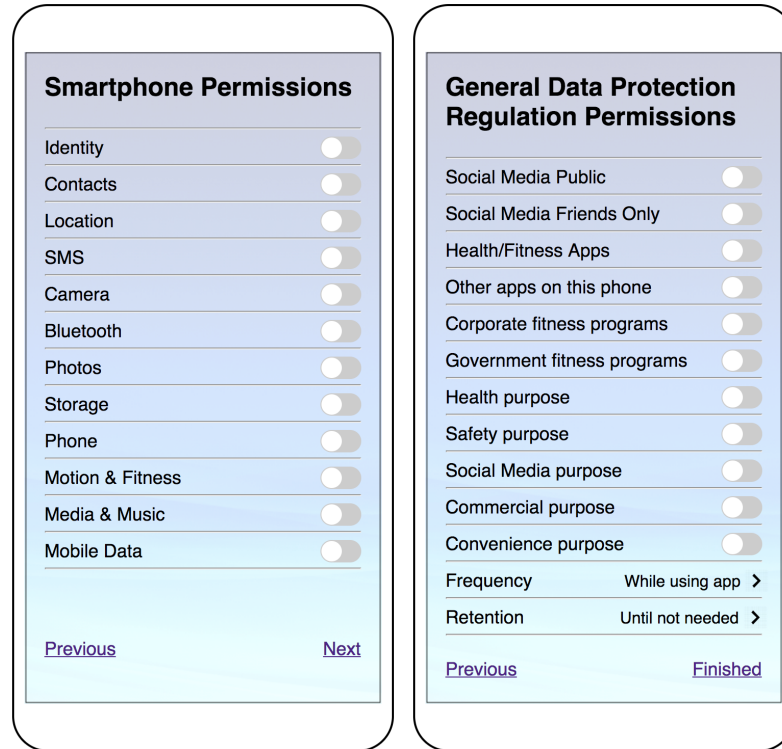 Smartphone Permissions
Identity
Contacts
Location
SMS
Camera
Bluetooth
Photos
Storage
Phone
Motion & Fitness
Media & Music
Mobile Data
Previous Next
General Data Protection
Regulation Permissions
Social Media Public
Social Media Friends Only
Health/Fitness Apps
Other apps on this phone
Corporate fitness programs
Government fitness programs
Health purpose
Safety purpose
Social Media purpose
Commercial purpose
Convenience purpose
Frequency While using app
Retention Until not needed
Previous Finished